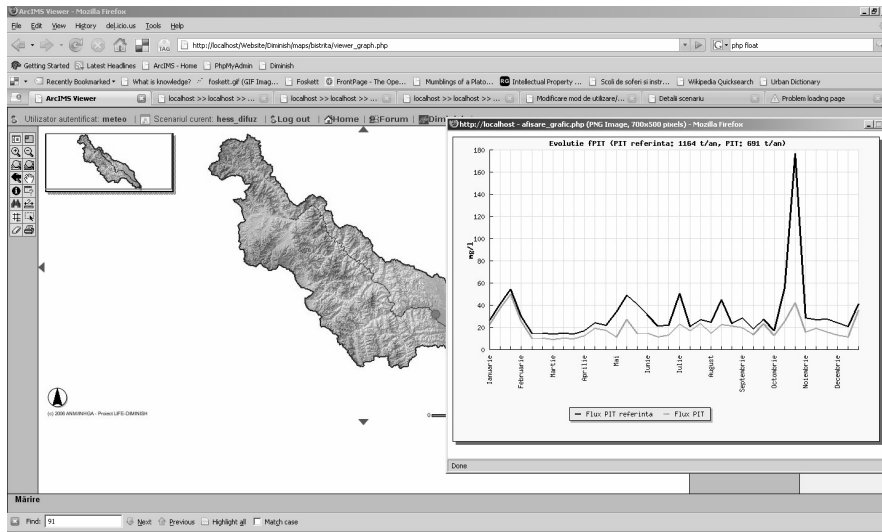 ArcIMS Viewer - Mozilla Firefox
File Edit View History del.icio.us Tools Help
http://localhost/Website/Diminish/maps/bistrita/viewer_graph.php
php float
Getting Started Latest Headlines ArcIMS - Home PhpMyAdmin Diminish
Recently Bookmarked What is knowledge? foskett.gif (GIF Imag... Foskett FrontPage - The Ope... Mumblings of a Plato... Intellectual Property ... Scoli de soferi si instr... Wikipedia Quicksearch Urban Dictionary
ArcIMS Viewer localhost >> localhost >> ... localhost >> localhost >> ... localhost >> localhost >> ... Modificare mod de utilizare/... Detalii scenariu Problem loading page
Utilizator autentificat: meteo | Scenariul curent: hess_difuz | Log out | Home | Forum |
http://localhost - afisare_grafic.php (PNG Image, 700x500 pixels) - Mozilla Firefox
Evolutie fPIT (PIT referinta; 1164 t/an, PIT; 691 t/an)
180
160
140
120
100
80
60
40
20
0
mg/l
Ianuarie
Februarie
Martie
Aprilie
Mai
Iunie
Iulie
August
Septembrie
Octombrie
Noiembrie
Decembrie
Flux PIT referinta Flux PIT
(c) 2006 ANM/INHGA - Proiect LIFE-DIMINISH
0
Done
Mărire
Find: 91 Next Previous Highlight all Match case